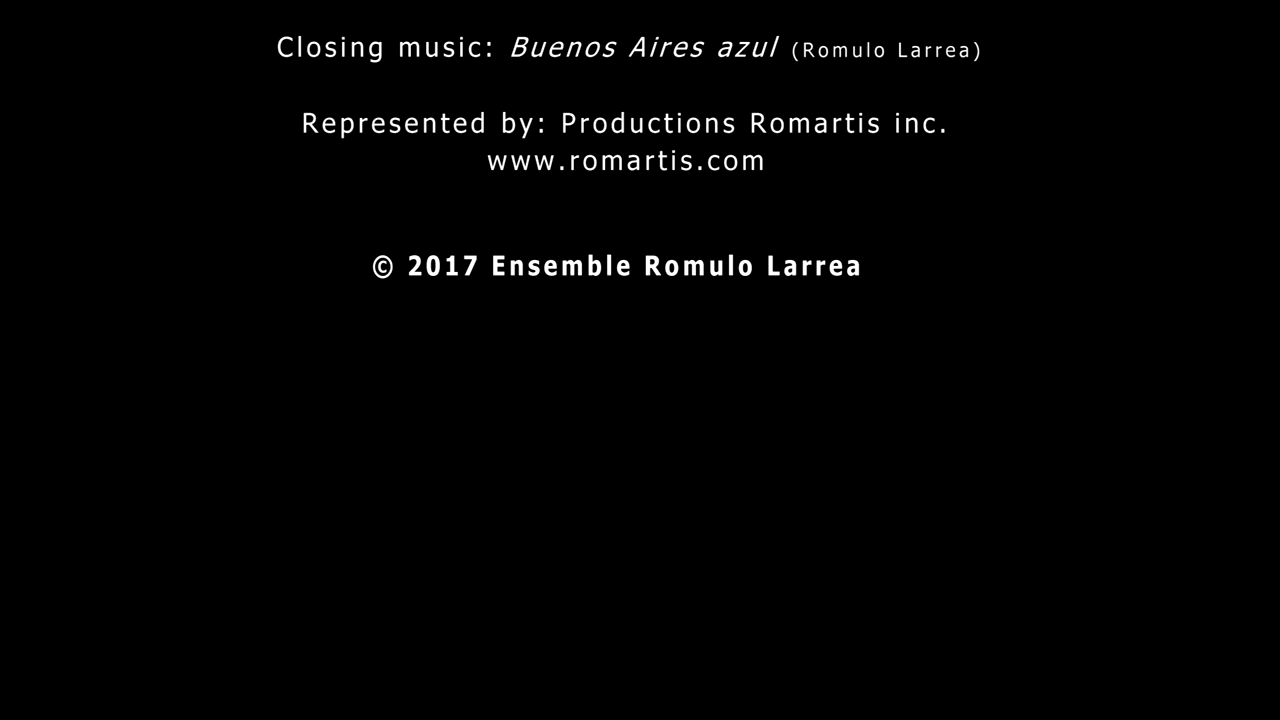 Closing music: Buenos Aires azul (Romulo Larrea)
Represented by: Productions Romartis inc.
www.romartis.com
© 2017 Ensemble Romulo Larrea